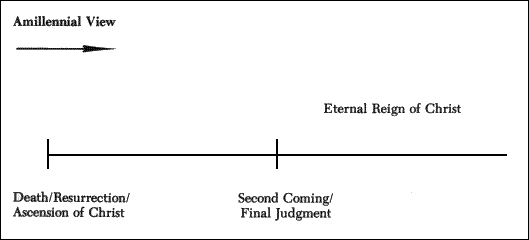 Amillennial View
Eternal Reign of Christ
Death/Resurrection/
Ascension of Christ
Second Coming/
Final Judgment